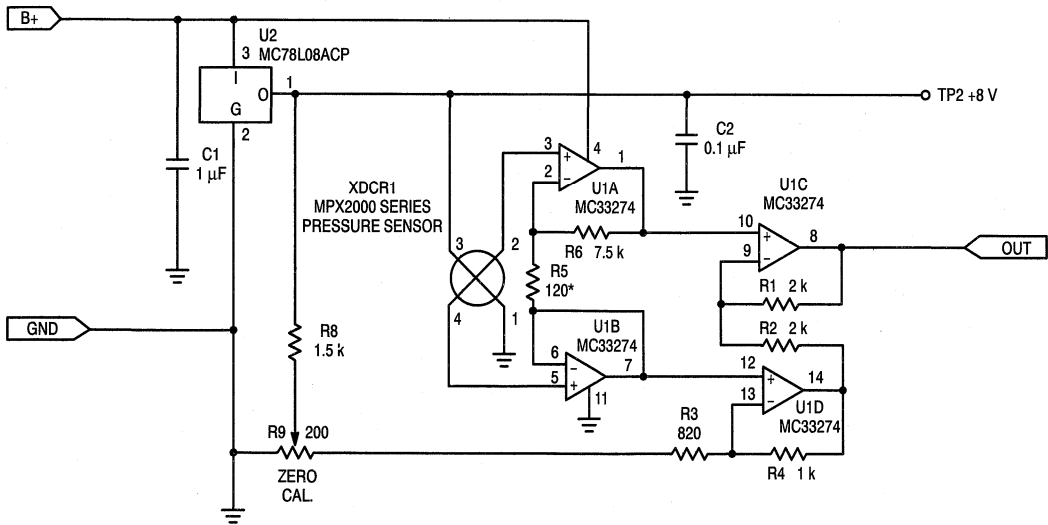 B+
U2
MC78L08ACP
3
I
O
G
1
2
TP2 +8 V
C1
1 µF
C2
0.1 µF
3
2
4
1
U1A
MC33274
XDCR1
MPX2000 SERIES
PRESSURE SENSOR
R6 7.5 k
U1C
MC33274
10
9
8
OUT
3
2
4
1
R5
120*
R1 2 k
R2 2 k
GND
R8
1.5 k
U1B
MC33274
6
5
7
11
12
13
14
U1D
MC33274
R3
820
R4 1 k
R9 200
ZERO
CAL.